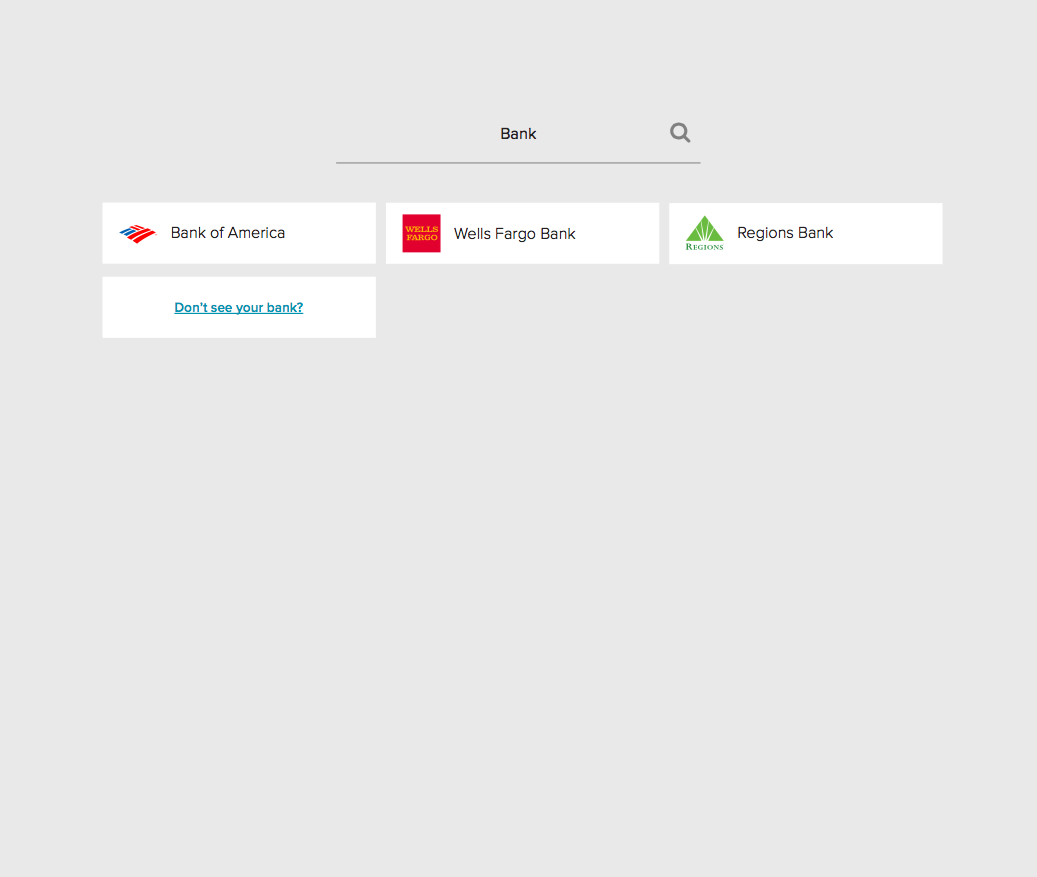 Bank
Bank of America
WELLS
FARGO
Wells Fargo Bank
REGIONS
Regions Bank
Don't see your bank?